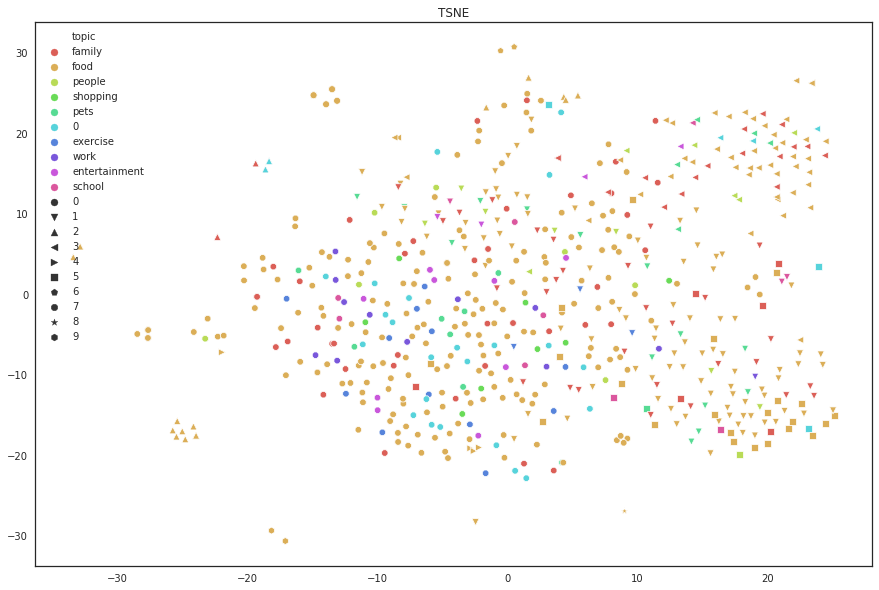 TSNE
topic
family
food
people
shopping
pets
0
exercise
work
entertainment
school
0
1
2
3
4
5
6
7
8
9
30
20
10
0
−10
−20
−30
−30
−20
−10
0
10
20